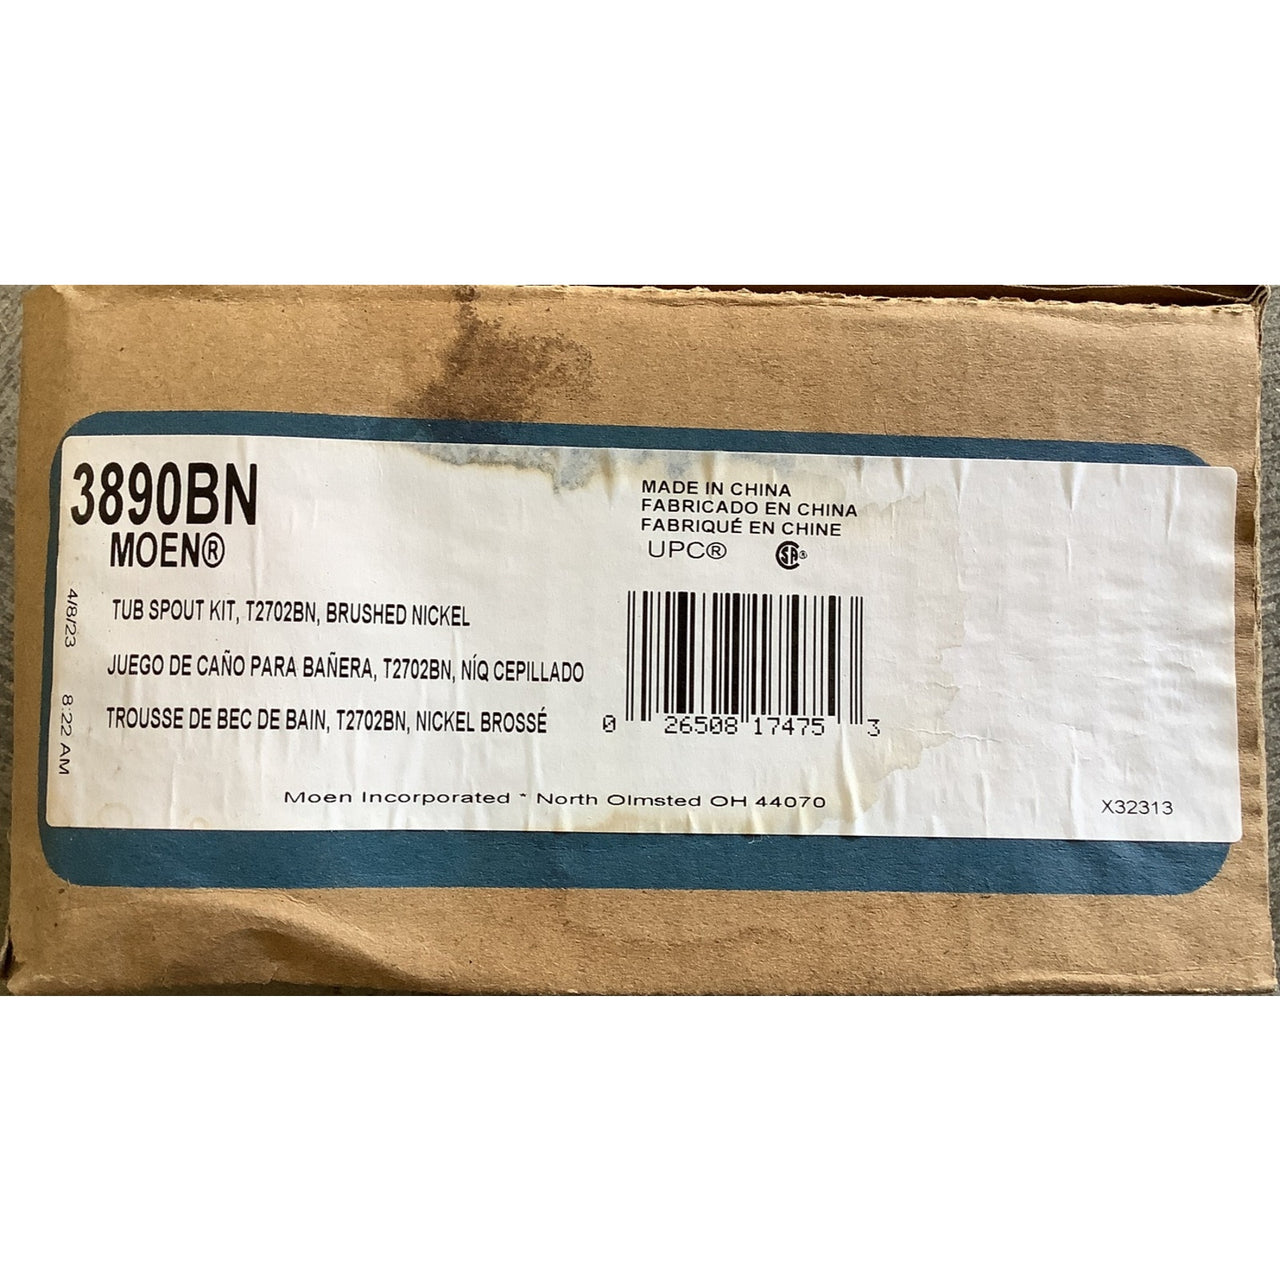 3890BN
MOEN®
TUB SPOUT KIT, T2702BN, BRUSHED NICKEL
JUEGO DE CAÑO PARA BAÑERA, T2702BN, NÍQ CEPILLADO
TROUSSE DE BEC DE BAIN, T2702BN, NICKEL BROSSÉ
4/8/23 8:22 AM
MADE IN CHINA
FABRICADO EN CHINA
FABRIQUÉ EN CHINE
UPC® SA®
0 26508 17475 3
Moen Incorporated * North Olmsted OH 44070
X32313